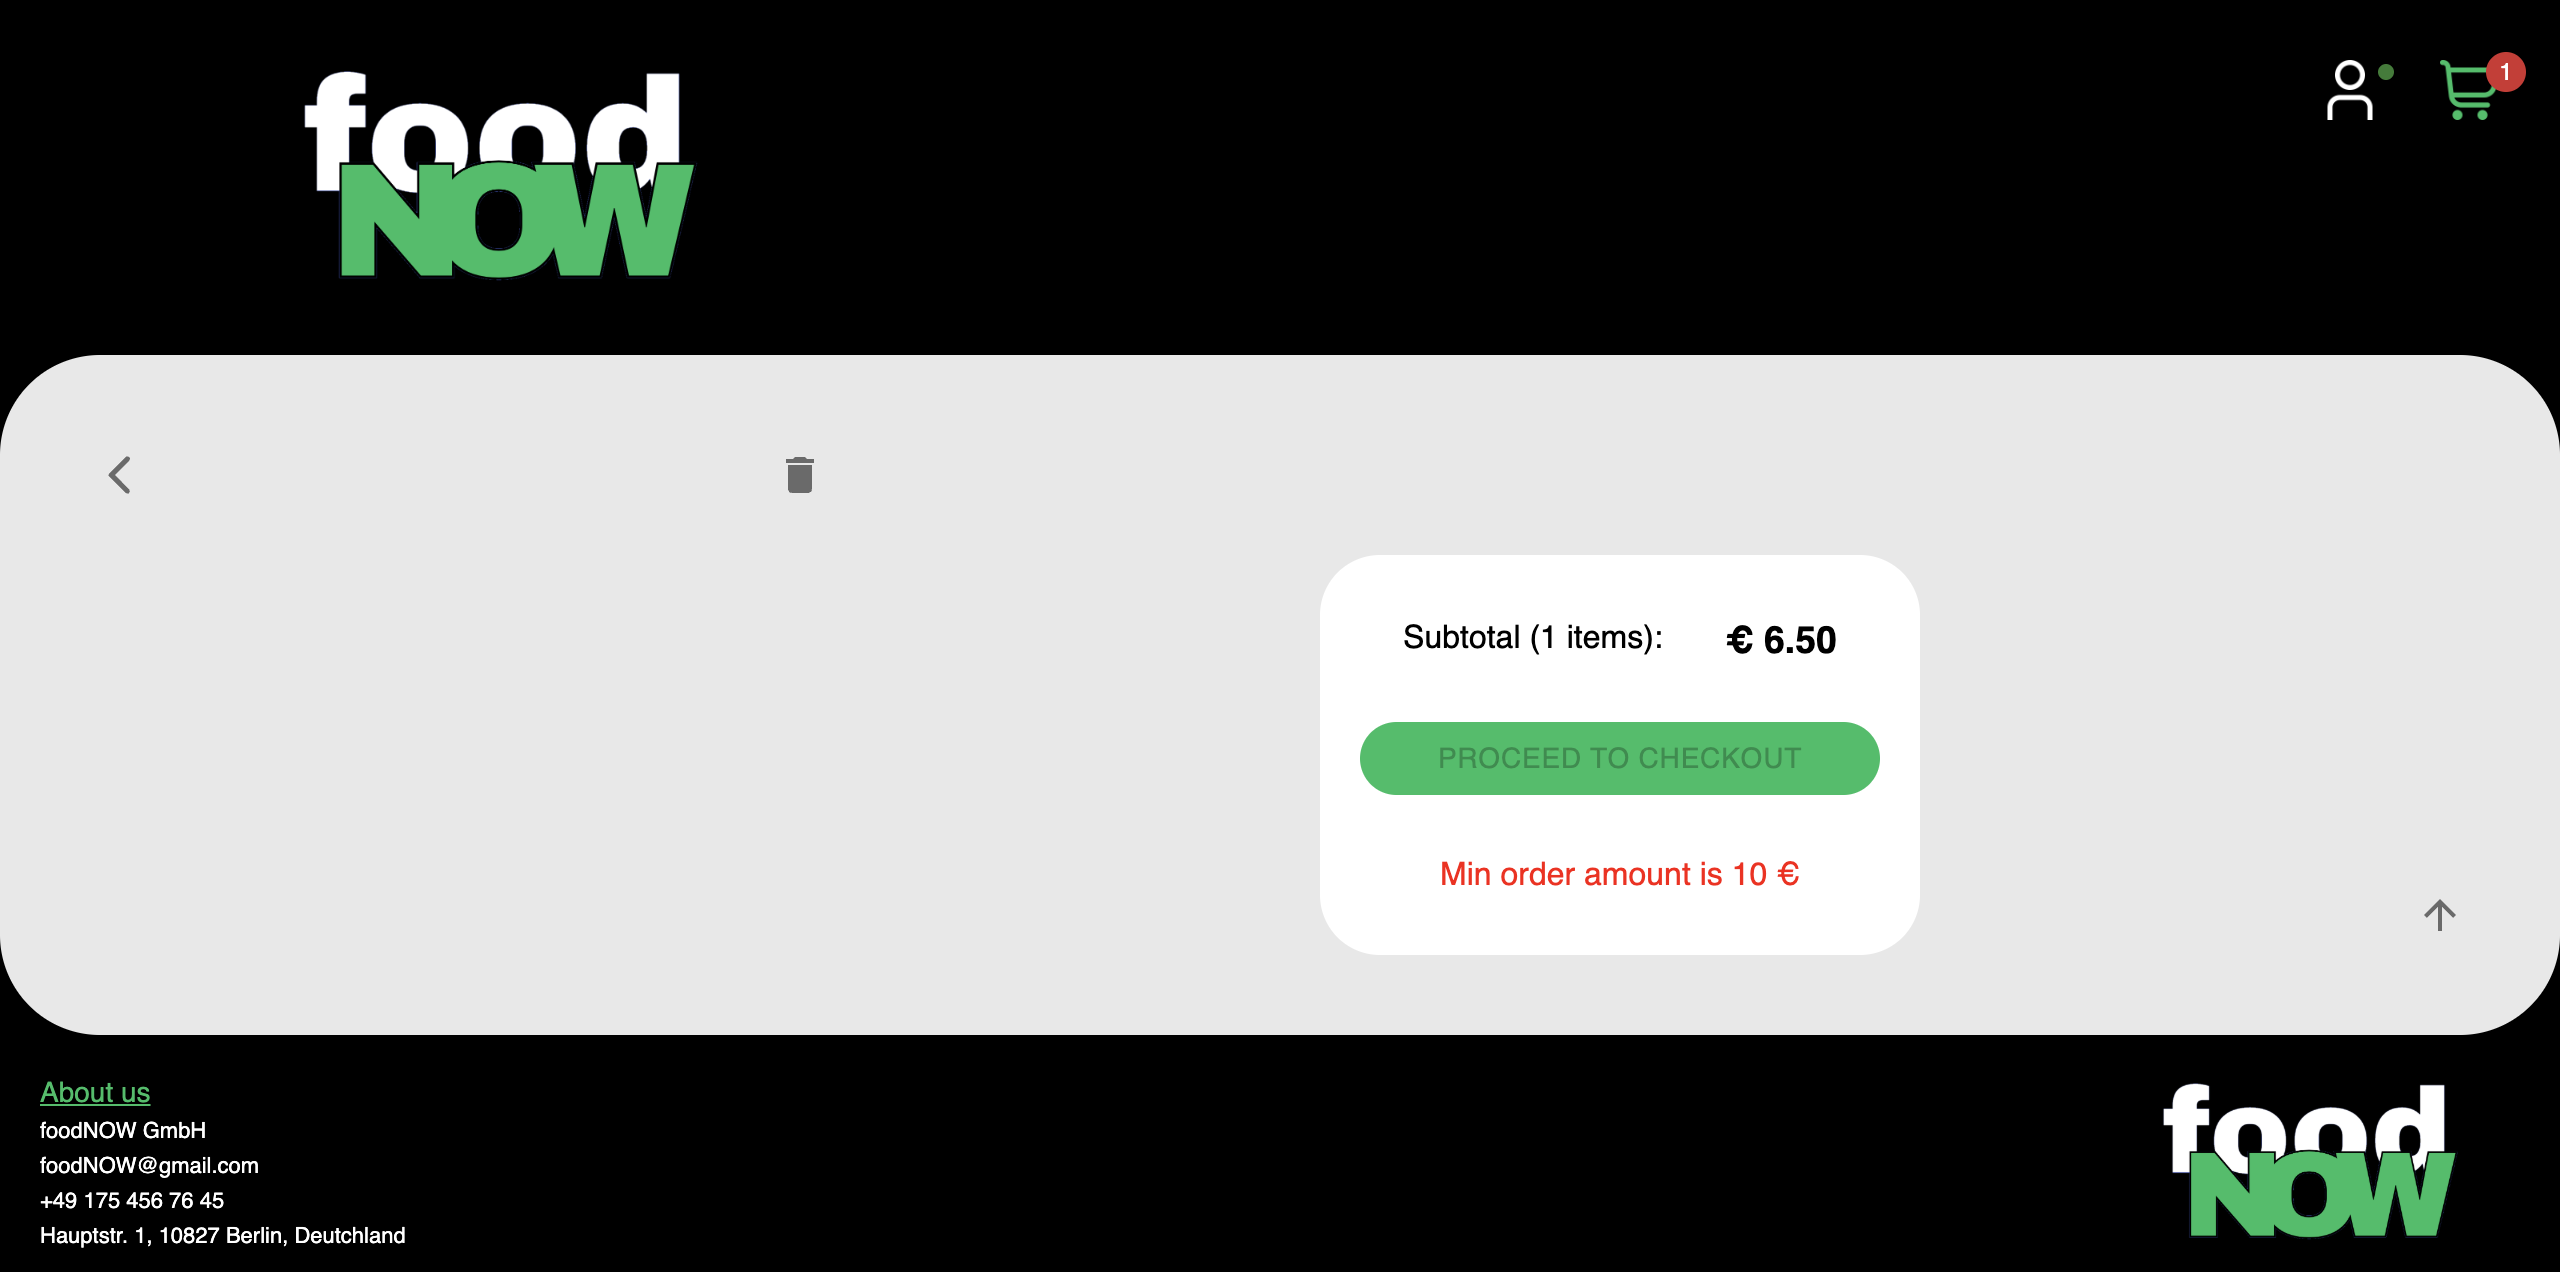 food
NOW
1
Subtotal (1 items): € 6.50
PROCEED TO CHECKOUT
Min order amount is 10 €
About us
foodNOW GmbH
foodNOW@gmail.com
+49 175 456 76 45
Hauptstr. 1, 10827 Berlin, Deutchland
food
NOW